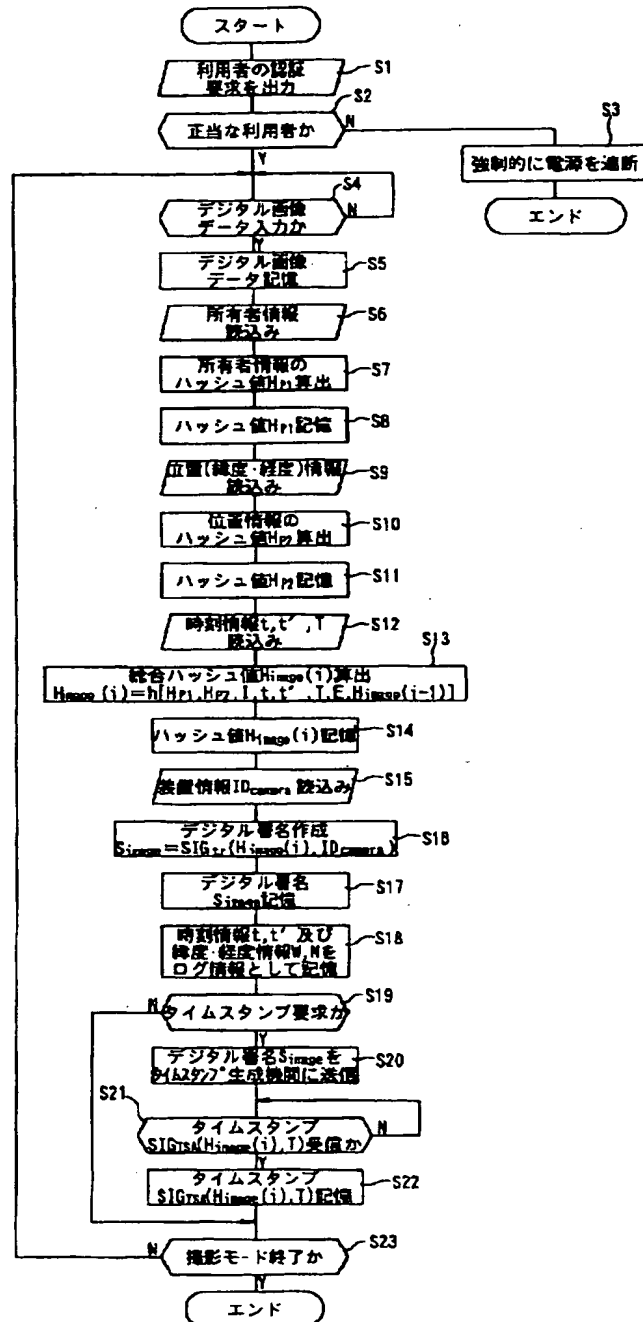 スタート
利用者の認証
要求を出力
S1
S2
正当な利用者か
N
Y
S3
強制的に電源を遮断
エンド
S4
デジタル画像
データ入力か
N
Y
デジタル画像
データ記憶
S5
所有者情報
読込み
S6
所有者情報の
ハッシュ値HP1算出
S7
ハッシュ値HP1記憶
S8
位置(緯度・経度)情報
読込み
S9
位置情報の
ハッシュ値HP2算出
S10
ハッシュ値HP2記憶
S11
時刻情報t,t′,T
読込み
S12
S13
統合ハッシュ値Himage(i)算出
Himage(i)=h[HP1,HP2,I,t,t′,T,E,Himage(i-1)]
ハッシュ値Himage(i)記憶
S14
装置情報IDcamera読込み
S15
デジタル署名作成
Simage=SIGtr(Himage(i),IDcamera)
S16
デジタル署名
Simage記憶
S17
時刻情報t,t′及び
緯度・経度情報W,Nを
ログ情報として記憶
S18
S19
タイムスタンプ要求か
N
Y
デジタル署名Simageを
タイムスタンプ生成機関に送信
S20
S21
タイムスタンプ
SIGTSA(Himage(i),T)受信か
N
Y
タイムスタンプ
SIGTSA(Himage(i),T)記憶
S22
撮影モード終了か
S23
N
Y
エンド